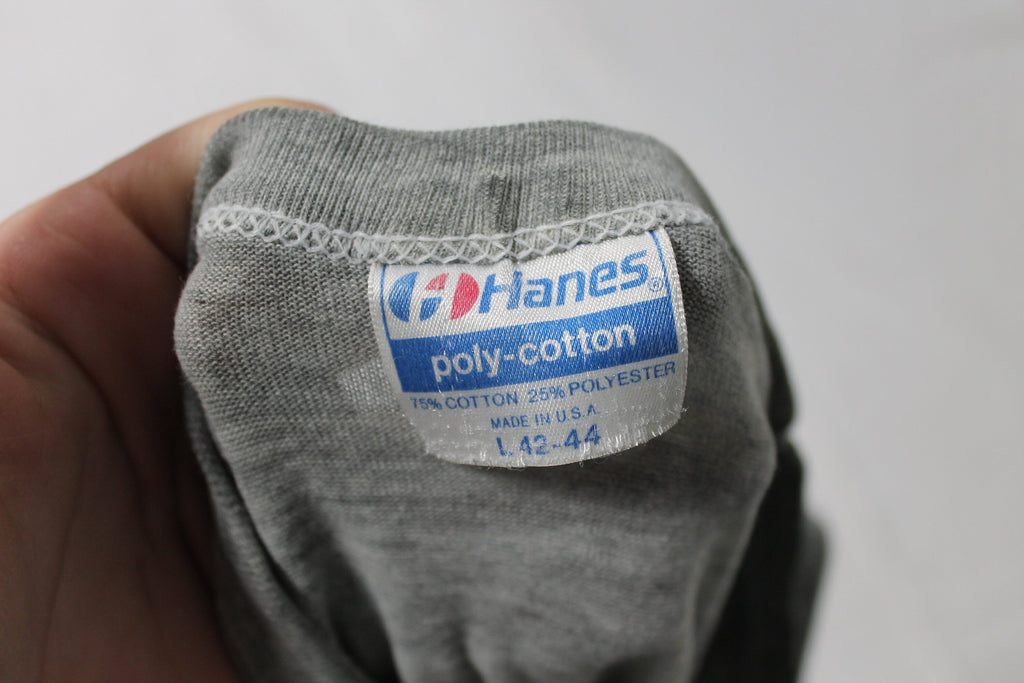 H Hanes®
poly-cotton
75% COTTON 25% POLYESTER
MADE IN U.S.A.
L 42-44